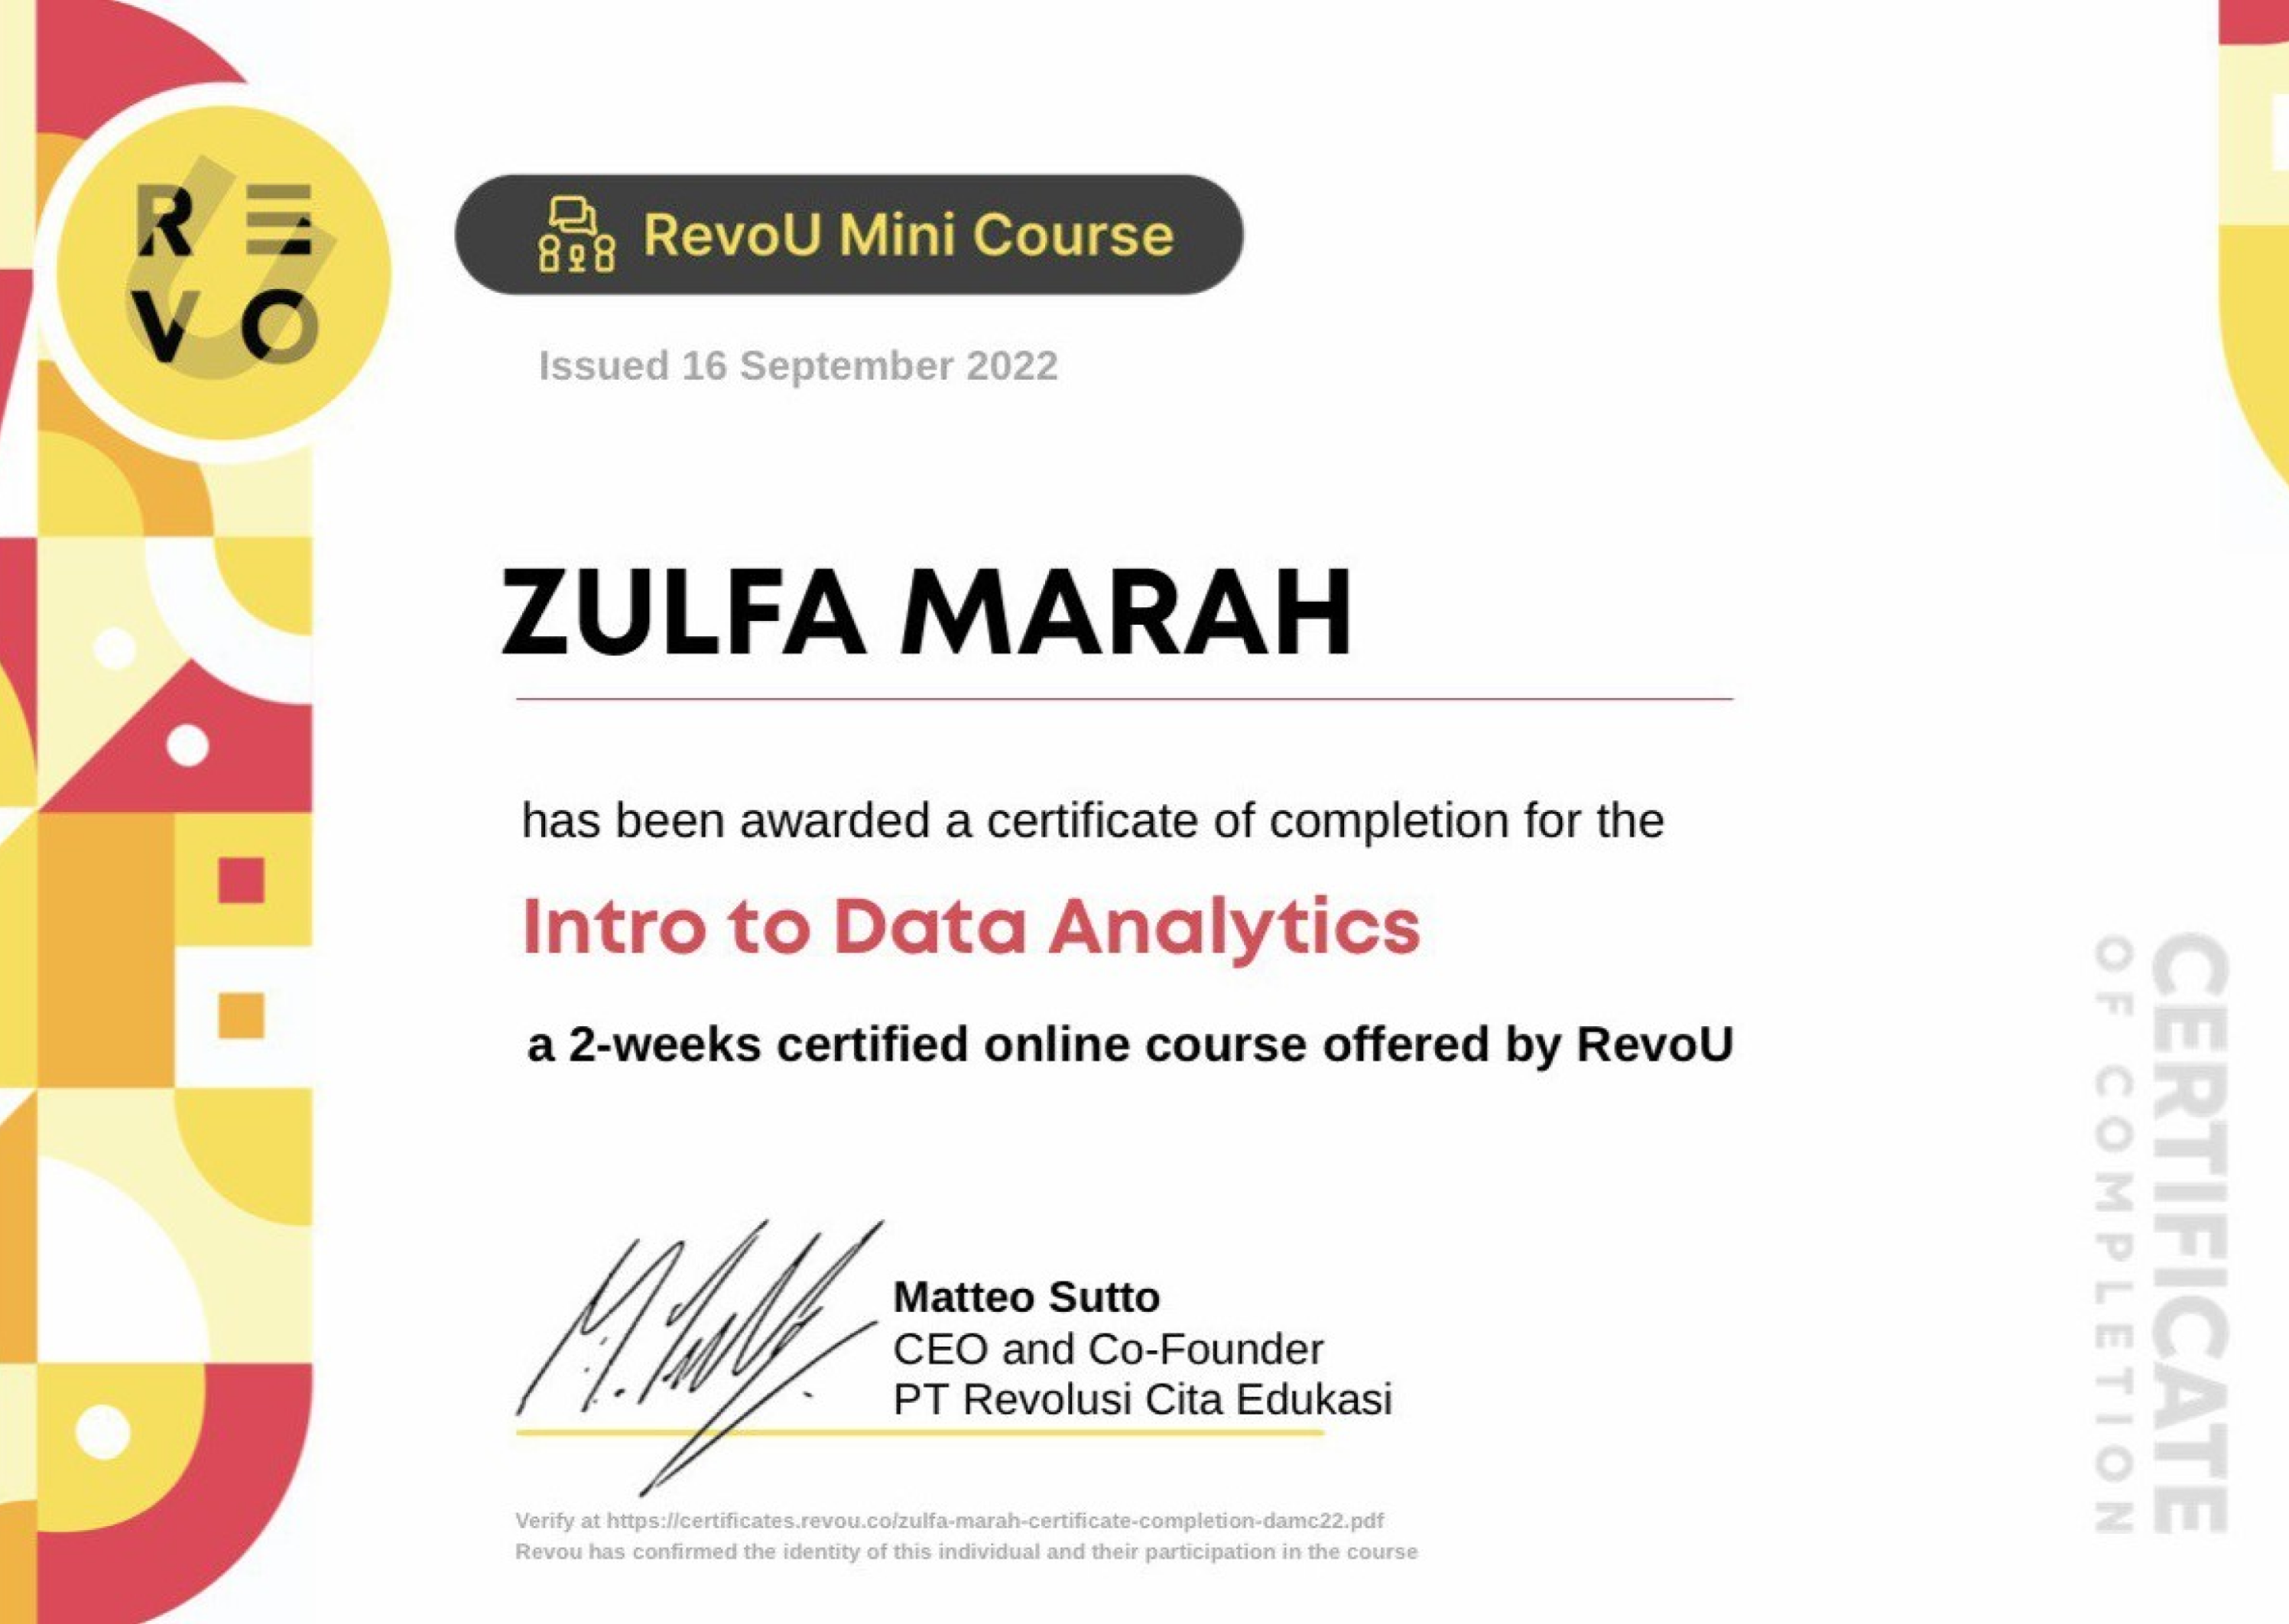 RE
VO
RevoU Mini Course
Issued 16 September 2022
ZULFA MARAH
has been awarded a certificate of completion for the
Intro to Data Analytics
a 2-weeks certified online course offered by RevoU
Matteo Sutto
CEO and Co-Founder
PT Revolusi Cita Edukasi
Verify at https://certificates.revou.co/zulfa-marah-certificate-completion-damc22.pdf
Revou has confirmed the identity of this individual and their participation in the course
CERTIFICATE
OF COMPLETION